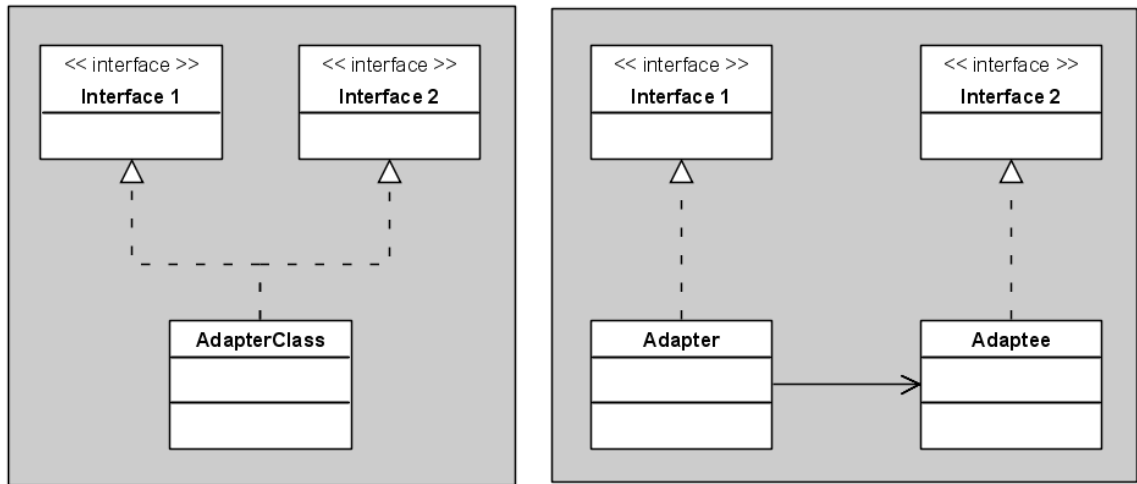 << interface >>
Interface 1
<< interface >>
Interface 2
AdapterClass
<< interface >>
Interface 1
<< interface >>
Interface 2
Adapter
Adaptee